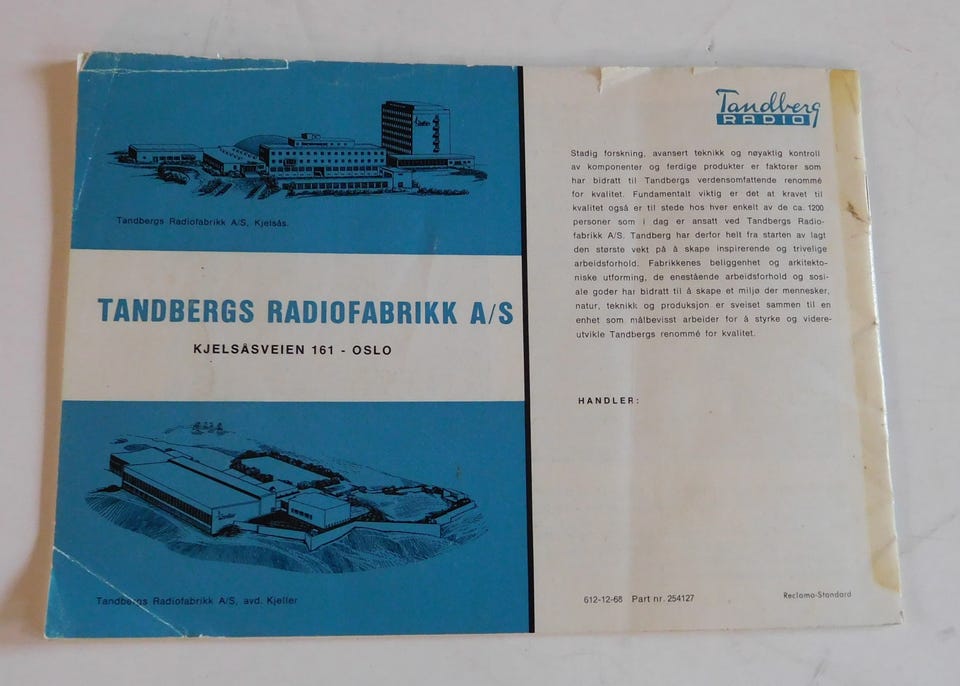 Tandbergs Radiofabrikk A/S, Kjelsås.
TANDBERGS RADIOFABRIKK A/S
KJELSÅSVEIEN 161 - OSLO
Tandbergs Radiofabrikk A/S, avd. Kjeller
Tandberg
RADIO
Stadig forskning, avansert teknikk og nøyaktig kontroll
av komponenter og ferdige produkter er faktorer som
har bidratt til Tandbergs verdensomfattende renommé
for kvalitet. Fundamentalt viktig er det at kravet til
kvalitet også er til stede hos hver enkelt av de ca. 1200
personer som i dag er ansatt ved Tandbergs Radio-
fabrikk A/S. Tandberg har derfor helt fra starten av lagt
den største vekt på å skape inspirerende og trivelige
arbeidsforhold. Fabrikkenes beliggenhet og arkitekto-
niske utforming, de enestående arbeidsforhold og sosi-
ale goder har bidratt til å skape et miljø der mennesker,
natur, teknikk og produksjon er sveiset sammen til en
enhet som målbevisst arbeider for å styrke og videre-
utvikle Tandbergs renommé for kvalitet.
HANDLER:
612-12-68 Part nr. 254127
Reclamo-Standard